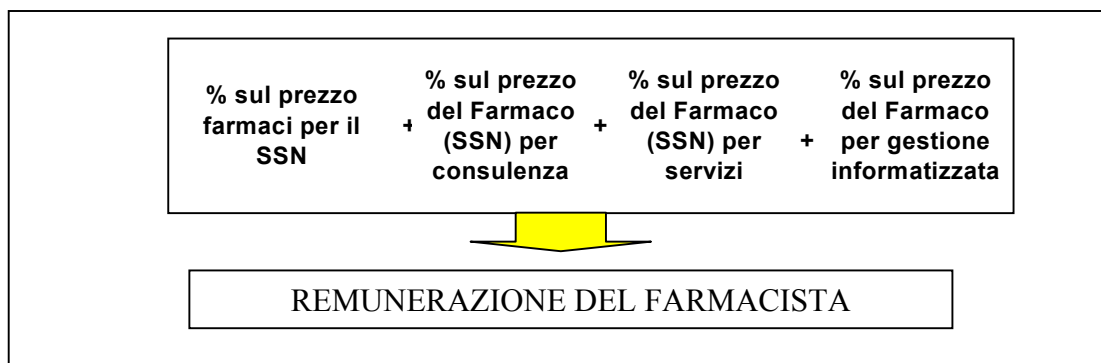 % sur prezzo
farmaci per il
SSN
+
% sul prezzo
del Farmaco
(SSN) per
consulenza
+
% sul prezzo
del Farmaco
(SSN) per
servizi
+
% sul prezzo
del Farmaco
per gestione
informatizzata
REMUNERAZIONE DEL FARMACISTA